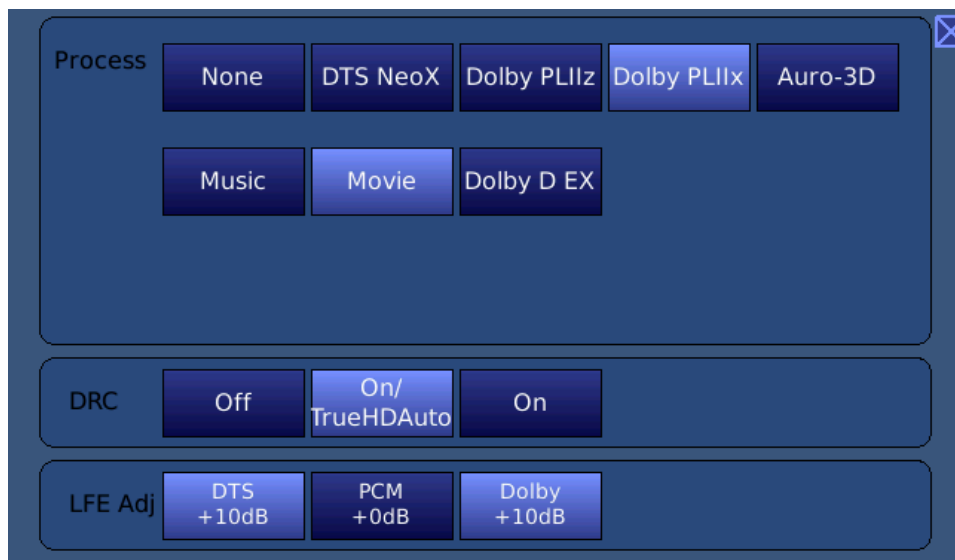 Process
None
DTS NeoX
Dolby PLIIz
Dolby PLIIx
Auro-3D
Music
Movie
Dolby D EX
DRC
Off
On/
TrueHDAuto
On
LFE Adj
DTS
+10dB
PCM
+0dB
Dolby
+10dB